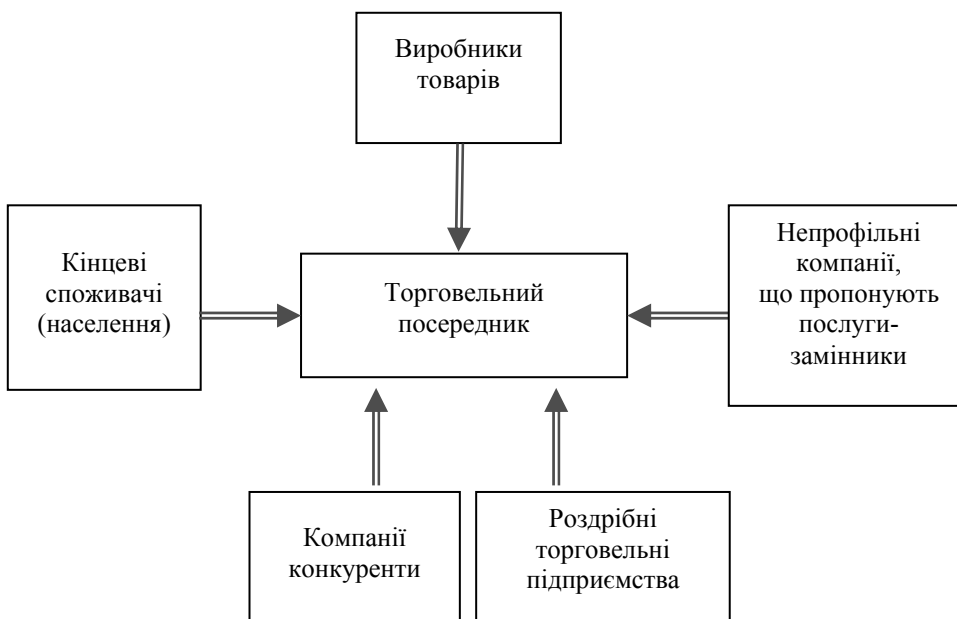 Виробники
товарів
Кінцеві
споживачі
(населення)
Торговельний
посередник
Непрофільні
компанії,
що пропонують
послуги-
замінники
Компанії
конкуренти
Роздрібні
торговельні
підприємства